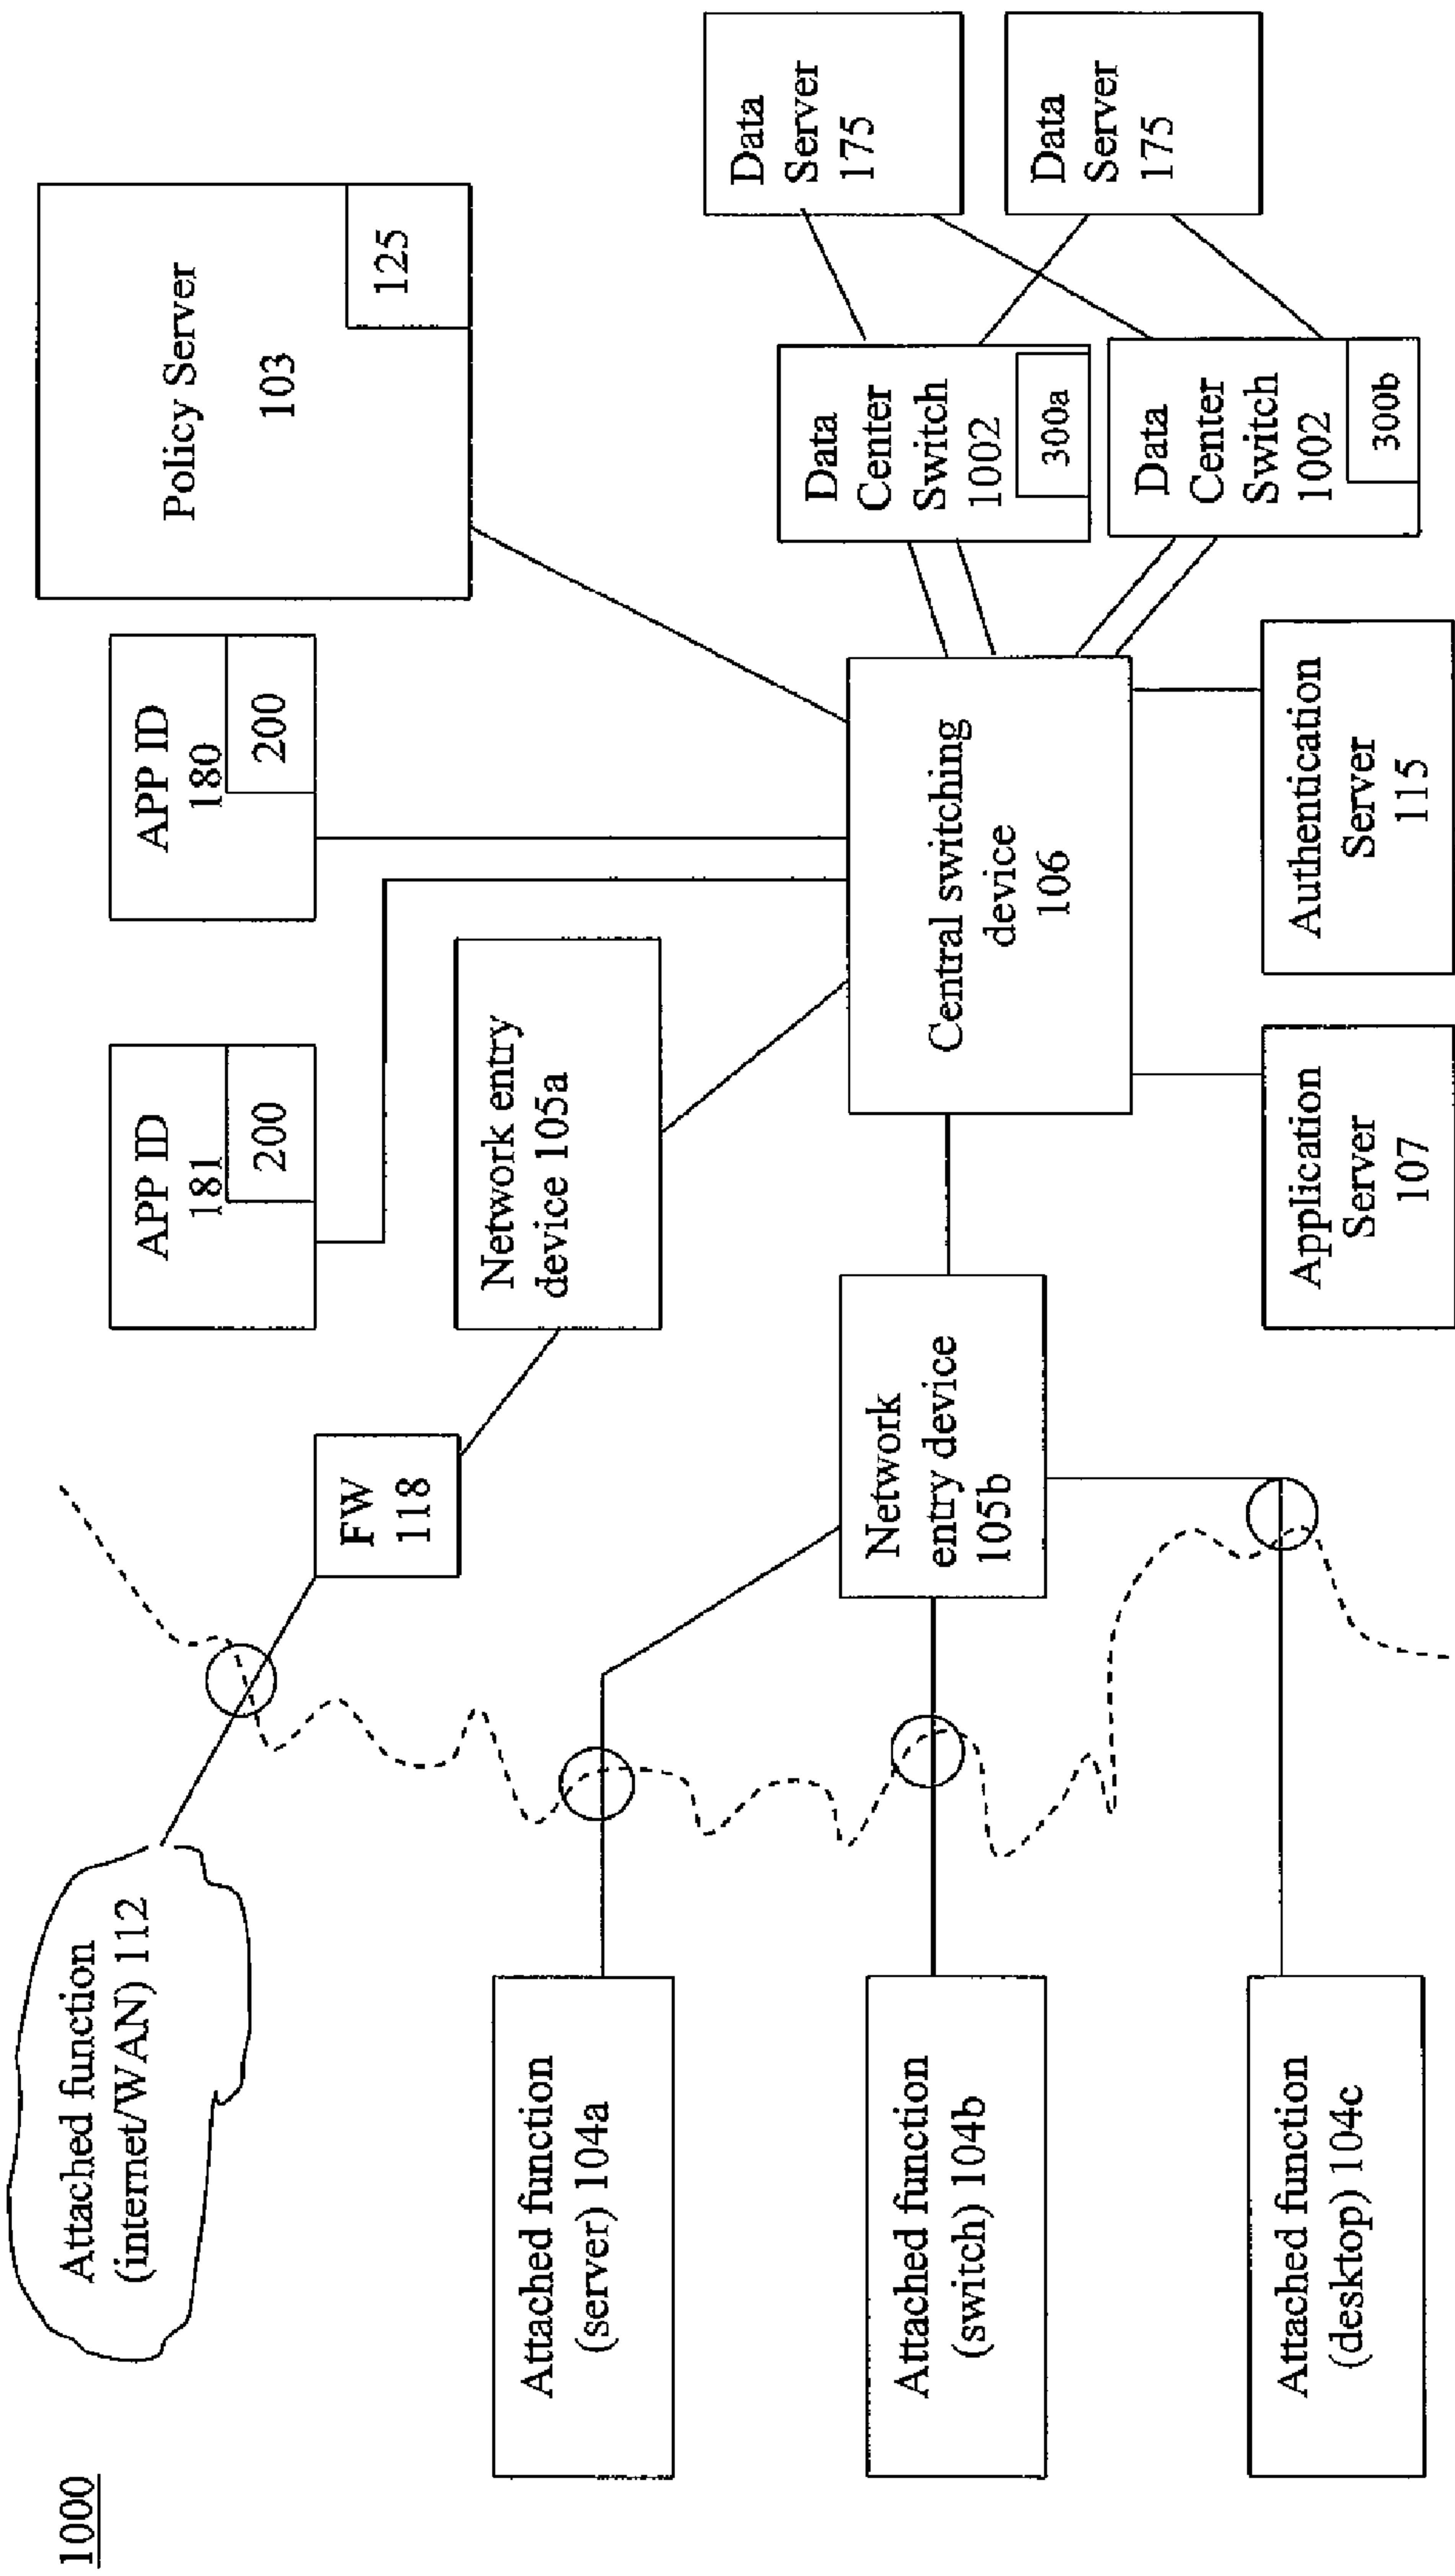 1000
Attached function
(internet/WAN) 112
Attached function
(server) 104a
Attached function
(switch) 104b
Attached function
(desktop) 104c
FW
118
Network entry
device 105a
Network
entry device
105b
APP ID
181
200
APP ID
180
200
Policy Server
103
125
Central switching
device
106
Application
Server
107
Authentication
Server
115
Data
Center
Switch
1002
300a
Data
Center
Switch
1002
300b
Data
Server
175
Data
Server
175